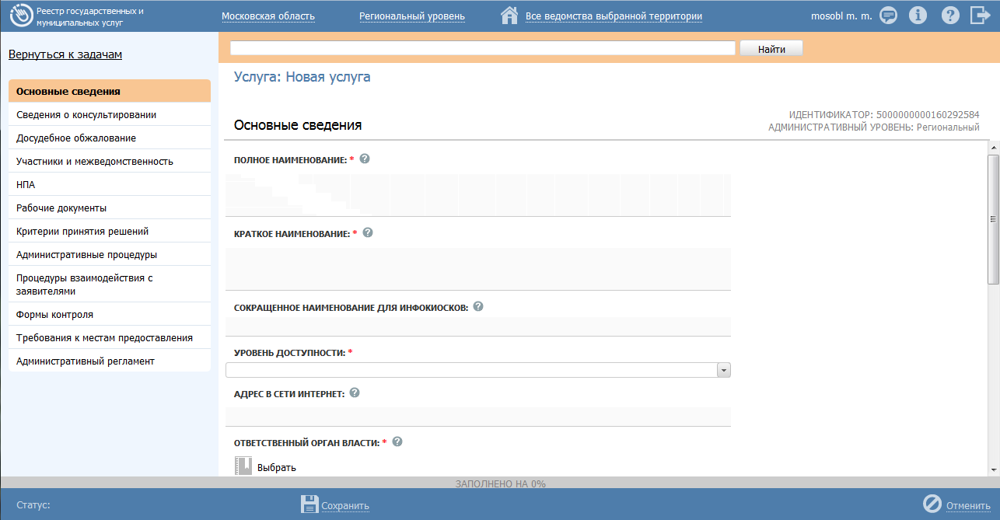 Реестр государственных и
муниципальных услуг
Московская область
Региональный уровень
Все ведомства выбранной территории
mosobl m. m.
Вернуться к задачам
Найти
Основные сведения
Сведения о консультировании
Досудебное обжалование
Участники и межведомственность
НПА
Рабочие документы
Критерии принятия решений
Административные процедуры
Процедуры взаимодействия с
заявителями
Формы контроля
Требования к местам предоставления
Административный регламент
Услуга: Новая услуга
Основные сведения
ИДЕНТИФИКАТОР: 5000000000160292584
АДМИНИСТРАТИВНЫЙ УРОВЕНЬ: Региональный
ПОЛНОЕ НАИМЕНОВАНИЕ: * ?
КРАТКОЕ НАИМЕНОВАНИЕ: * ?
СОКРАЩЕННОЕ НАИМЕНОВАНИЕ ДЛЯ ИНФОКИОСКОВ: ?
УРОВЕНЬ ДОСТУПНОСТИ: *
АДРЕС В СЕТИ ИНТЕРНЕТ: ?
ОТВЕТСТВЕННЫЙ ОРГАН ВЛАСТИ: * ?
Выбрать
ЗАПОЛНЕНО НА 0%
Статус:
Сохранить
Отменить